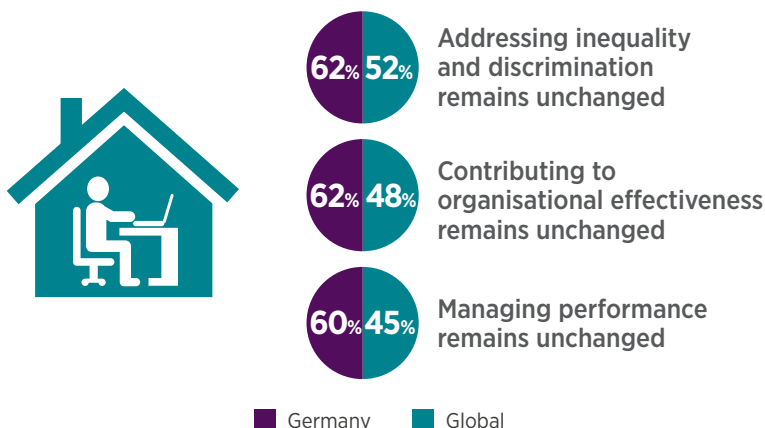 62% 52%
Addressing inequality
and discrimination
remains unchanged
62% 48%
Contributing to
organisational effectiveness
remains unchanged
60% 45%
Managing performance
remains unchanged
Germany Global